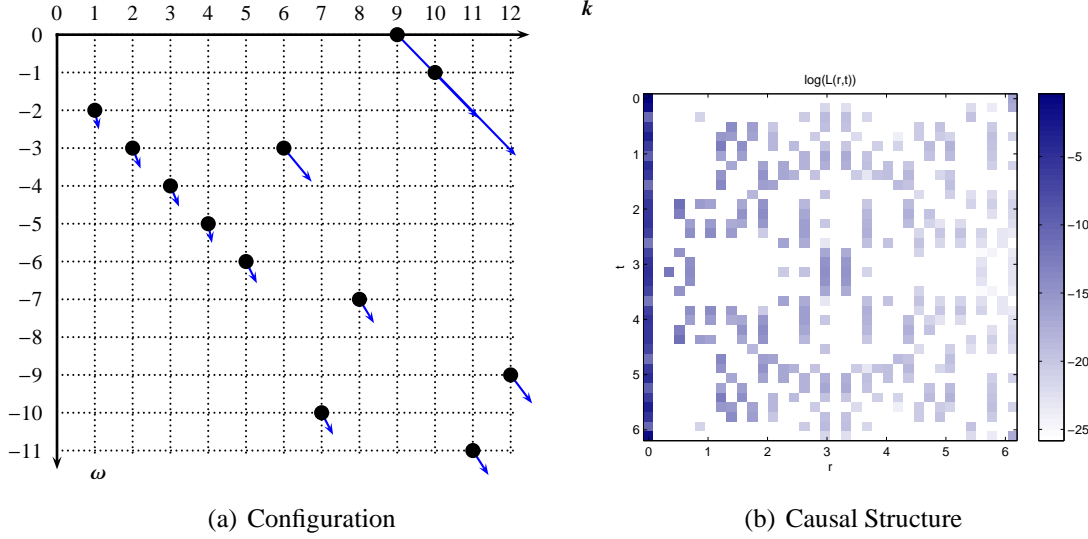 0 1 2 3 4 5 6 7 8 9 10 11 12
k
0
−1
−2
−3
−4
−5
−6
−7
−8
−9
−10
−11
ω
log(L(r,t))
0
1
2
3
4
5
6
t
0 1 2 3 4 5 6
r
-5
-10
-15
-20
-25
(a) Configuration
(b) Causal Structure